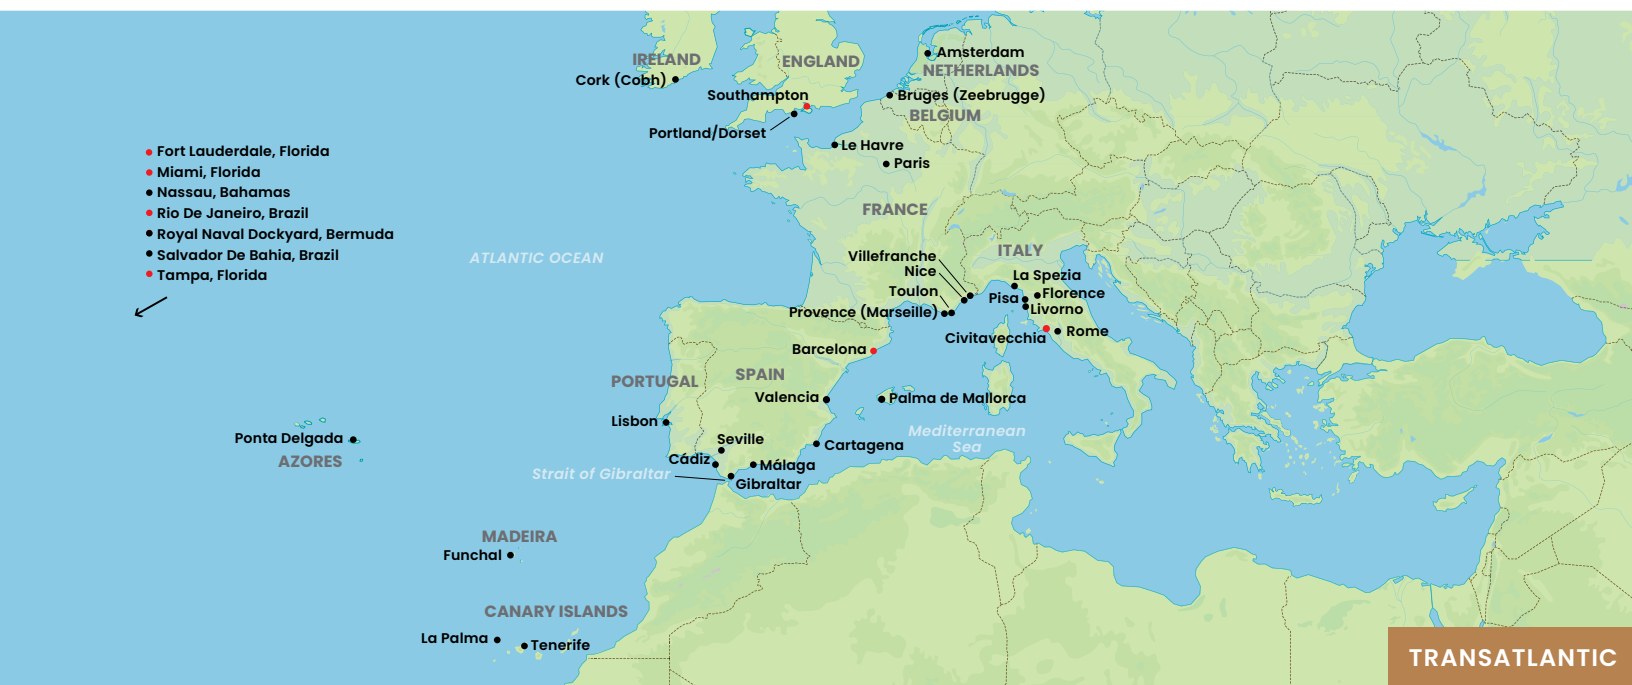 IRELAND
Cork (Cobh)
ENGLAND
Southampton
Portland/Dorset
Amsterdam
NETHERLANDS
Bruges (Zeebrugge)
BELGIUM
Le Havre
Paris
FRANCE
Fort Lauderdale, Florida
Miami, Florida
Nassau, Bahamas
Rio De Janeiro, Brazil
Royal Naval Dockyard, Bermuda
Salvador De Bahia, Brazil
Tampa, Florida
ATLANTIC OCEAN
ITALY
Villefranche
Nice
Toulon
Provence (Marseille)
La Spezia
Florence
Pisa
Livorno
Civitavecchia
Rome
Barcelona
SPAIN
PORTUGAL
Valencia
Palma de Mallorca
Lisbon
Seville
Cartagena
Mediterranean
Sea
Cádiz
Málaga
Strait of Gibraltar
Gibraltar
Ponta Delgada
AZORES
MADEIRA
Funchal
CANARY ISLANDS
La Palma
Tenerife
TRANSATLANTIC